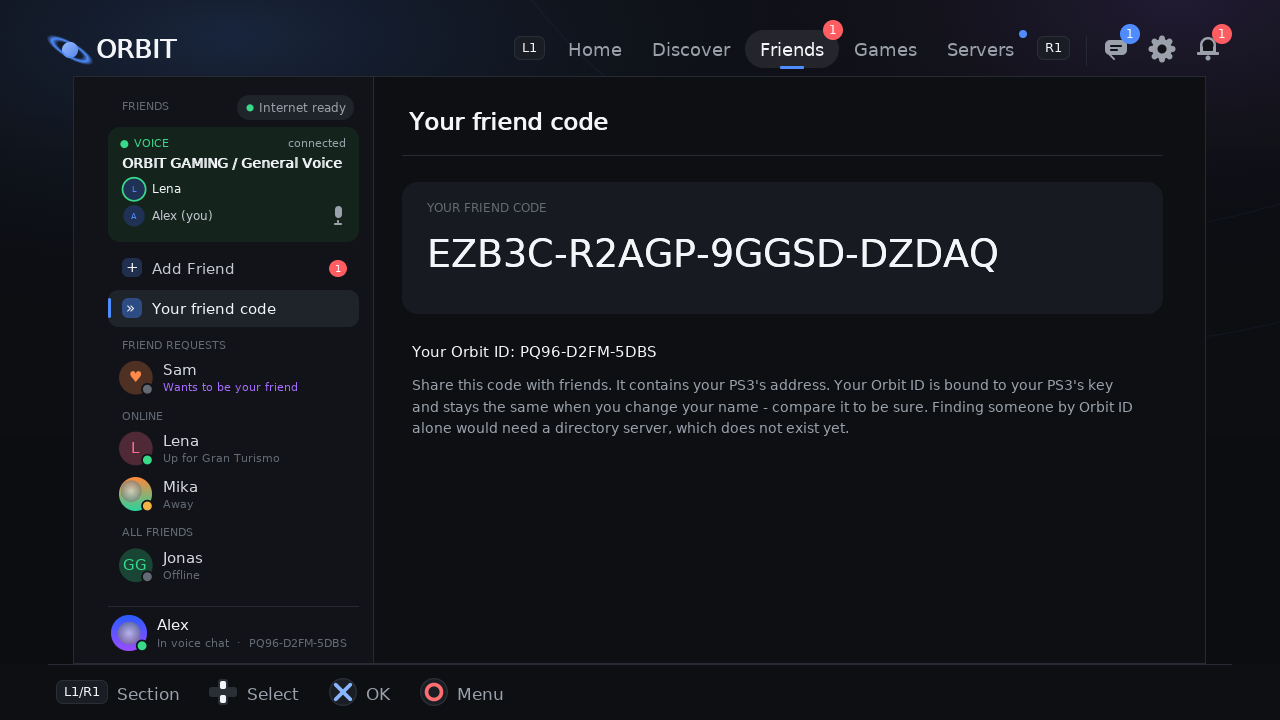 ORBIT
L1
Home
Discover
Friends
1
Games
Servers
R1
1
1
FRIENDS
Internet ready
VOICE
connected
ORBIT GAMING / General Voice
L
Lena
A
Alex (you)
+
Add Friend
1
»
Your friend code
FRIEND REQUESTS
Sam
Wants to be your friend
ONLINE
L
Lena
Up for Gran Turismo
Mika
Away
ALL FRIENDS
GG
Jonas
Offline
Alex
In voice chat · PQ96-D2FM-5DBS
Your friend code
YOUR FRIEND CODE
EZB3C-R2AGP-9GGSD-DZDAQ
Your Orbit ID: PQ96-D2FM-5DBS
Share this code with friends. It contains your PS3's address. Your Orbit ID is bound to your PS3's key
and stays the same when you change your name - compare it to be sure. Finding someone by Orbit ID
alone would need a directory server, which does not exist yet.
L1/R1
Section
Select
OK
Menu